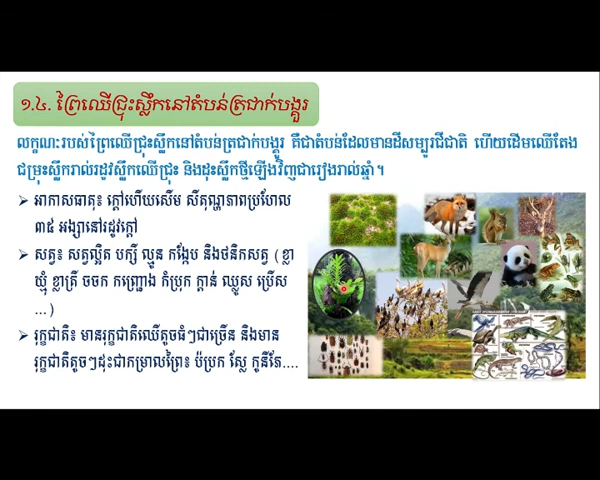 ១.៤. ព្រៃឈើជ្រុះស្លឹកនៅតំបន់ត្រជាក់បង្គួរ
លក្ខណៈរបស់ព្រៃឈើជ្រុះស្លឹកនៅតំបន់ត្រជាក់បង្គួរ គឺជាតំបន់ដែលមានដីសម្បូរជីជាតិ ហើយដើមឈើតែង
ជម្រុះស្លឹករាល់រដូវស្លឹកឈើជ្រុះ និងដុះស្លឹកថ្មីឡើងវិញជារៀងរាល់ឆ្នាំ។
អាកាសធាតុ៖ ក្តៅហើយសើម សីតុណ្ហភាពប្រហែល
៣៥ អង្សានៅរដូវក្តៅ
សត្វ៖ សត្វល្អិត បក្សី ល្មូន កង្កែប និងថនិកសត្វ (ខ្លា
ឃ្មុំ ខ្លាត្រី ចចក កញ្ជ្រោង កំប្រុក ក្តាន់ ឈ្លូស ប្រើស
...)
រុក្ខជាតិ៖ មានរុក្ខជាតិឈើតូចធំៗជាច្រើន និងមាន
រុក្ខជាតិតូចៗដុះជាកម្រាលព្រៃ៖ ប៉ប្រក ស្លែ កូនីភែ....